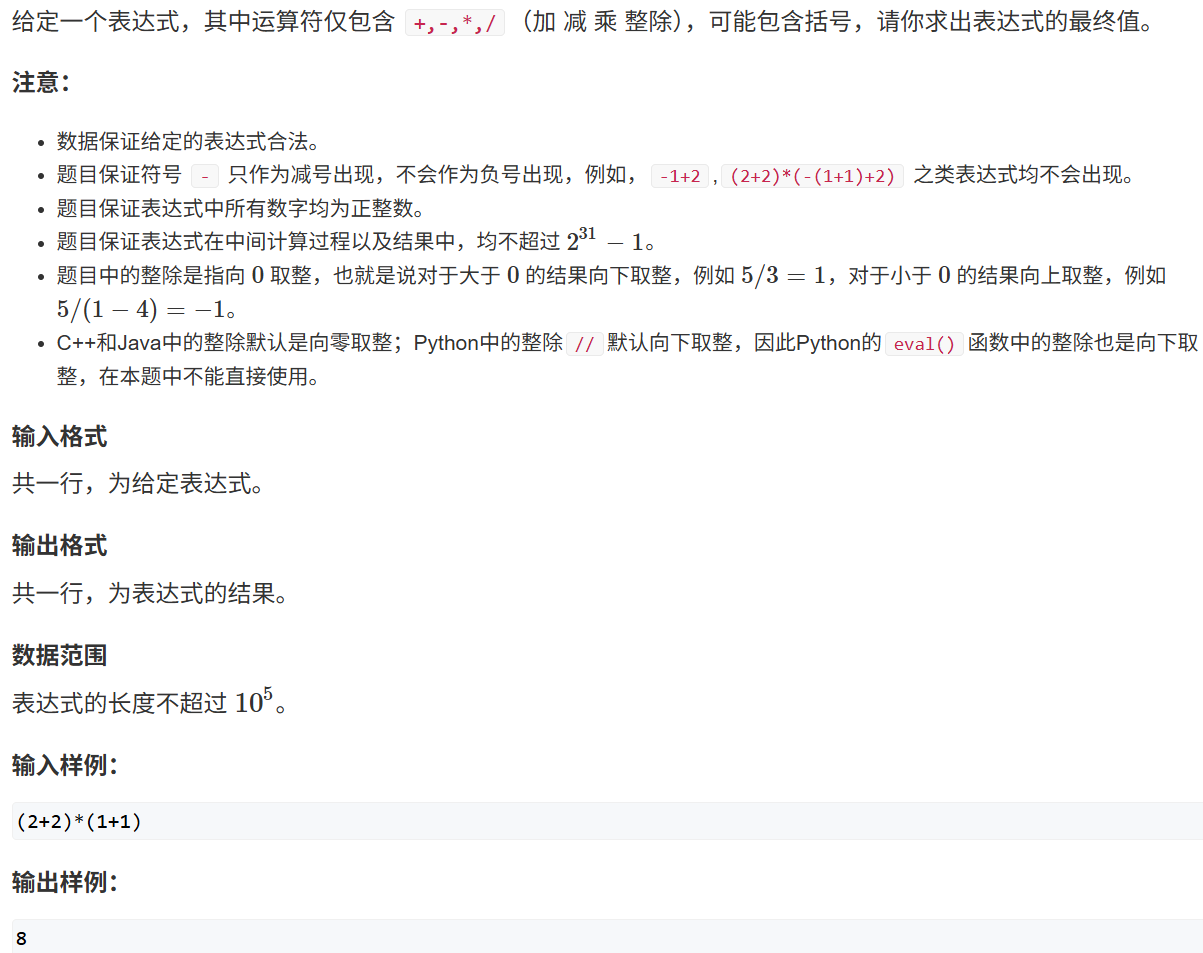 给定一个表达式，其中运算符仅包含 +,-,*,/ （加 减 乘 整除），可能包含括号，请你求出表达式的最终值。
注意：
• 数据保证给定的表达式合法。
• 题目保证符号 - 只作为减号出现，不会作为负号出现，例如， -1+2 , (2+2)*(-(1+1)+2) 之类表达式均不会出现。
• 题目保证表达式中所有数字均为正整数。
• 题目保证表达式在中间计算过程以及结果中，均不超过 2^31 − 1。
• 题目中的整除是指向 0 取整，也就是说对于大于 0 的结果向下取整，例如 5/3 = 1，对于小于 0 的结果向上取整，例如
5/(1 − 4) = −1。
• C++和Java中的整除默认是向零取整；Python中的整除 // 默认向下取整，因此Python的 eval() 函数中的整除也是向下取
整，在本题中不能直接使用。
输入格式
共一行，为给定表达式。
输出格式
共一行，为表达式的结果。
数据范围
表达式的长度不超过 10^5。
输入样例：
(2+2)*(1+1)
输出样例：
8